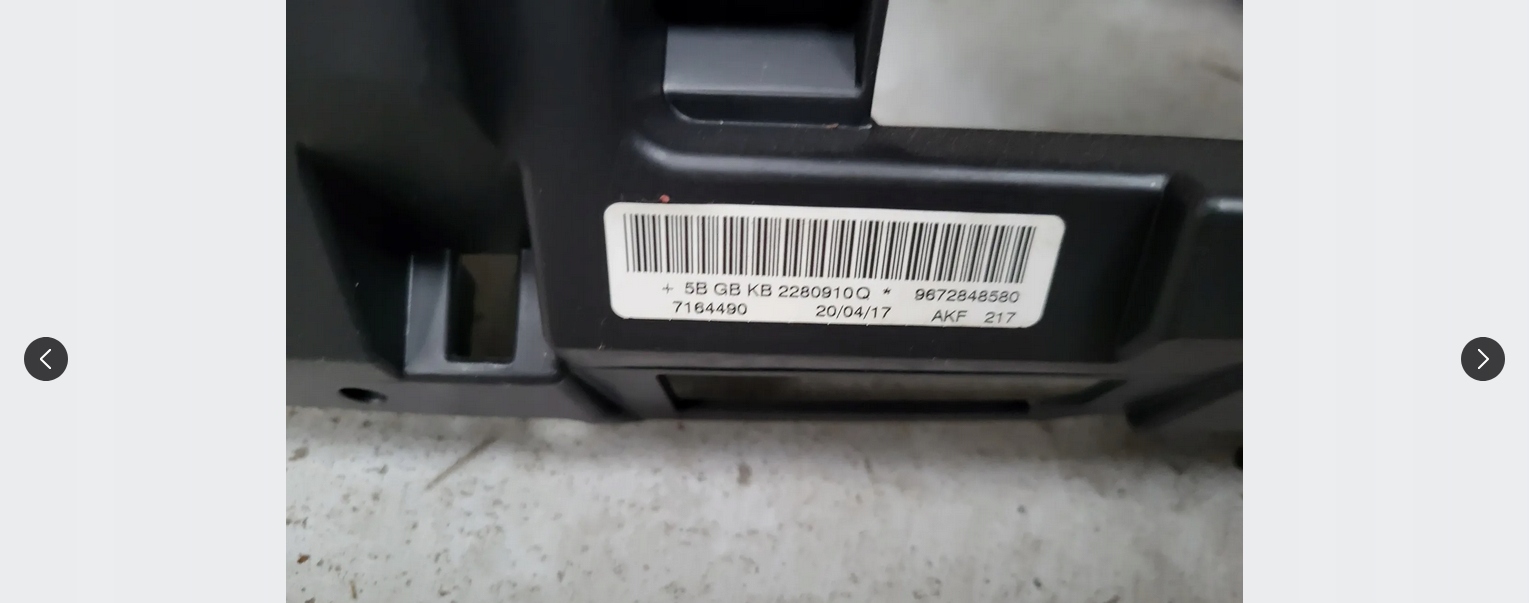 + 5B GB KB 2280910Q * 9672848580
7164490 20/04/17 AKF 217